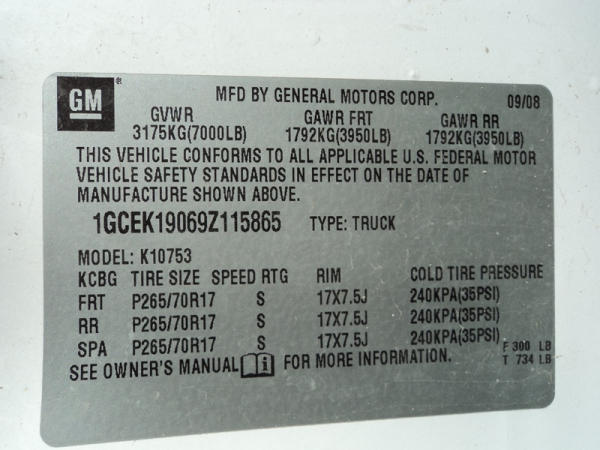 GM®
MFD BY GENERAL MOTORS CORP. 09/08
GVWR GAWR FRT GAWR RR
3175KG(7000LB) 1792KG(3950LB) 1792KG(3950LB)
THIS VEHICLE CONFORMS TO ALL APPLICABLE U.S. FEDERAL MOTOR
VEHICLE SAFETY STANDARDS IN EFFECT ON THE DATE OF
MANUFACTURE SHOWN ABOVE.
1GCEK19069Z115865 TYPE: TRUCK
MODEL: K10753
KCBG TIRE SIZE SPEED RTG RIM COLD TIRE PRESSURE
FRT P265/70R17 S 17X7.5J 240KPA(35PSI)
RR P265/70R17 S 17X7.5J 240KPA(35PSI)
SPA P265/70R17 S 17X7.5J 240KPA(35PSI)
F 300 LB
T 734 LB
SEE OWNER'S MANUAL i FOR MORE INFORMATION.